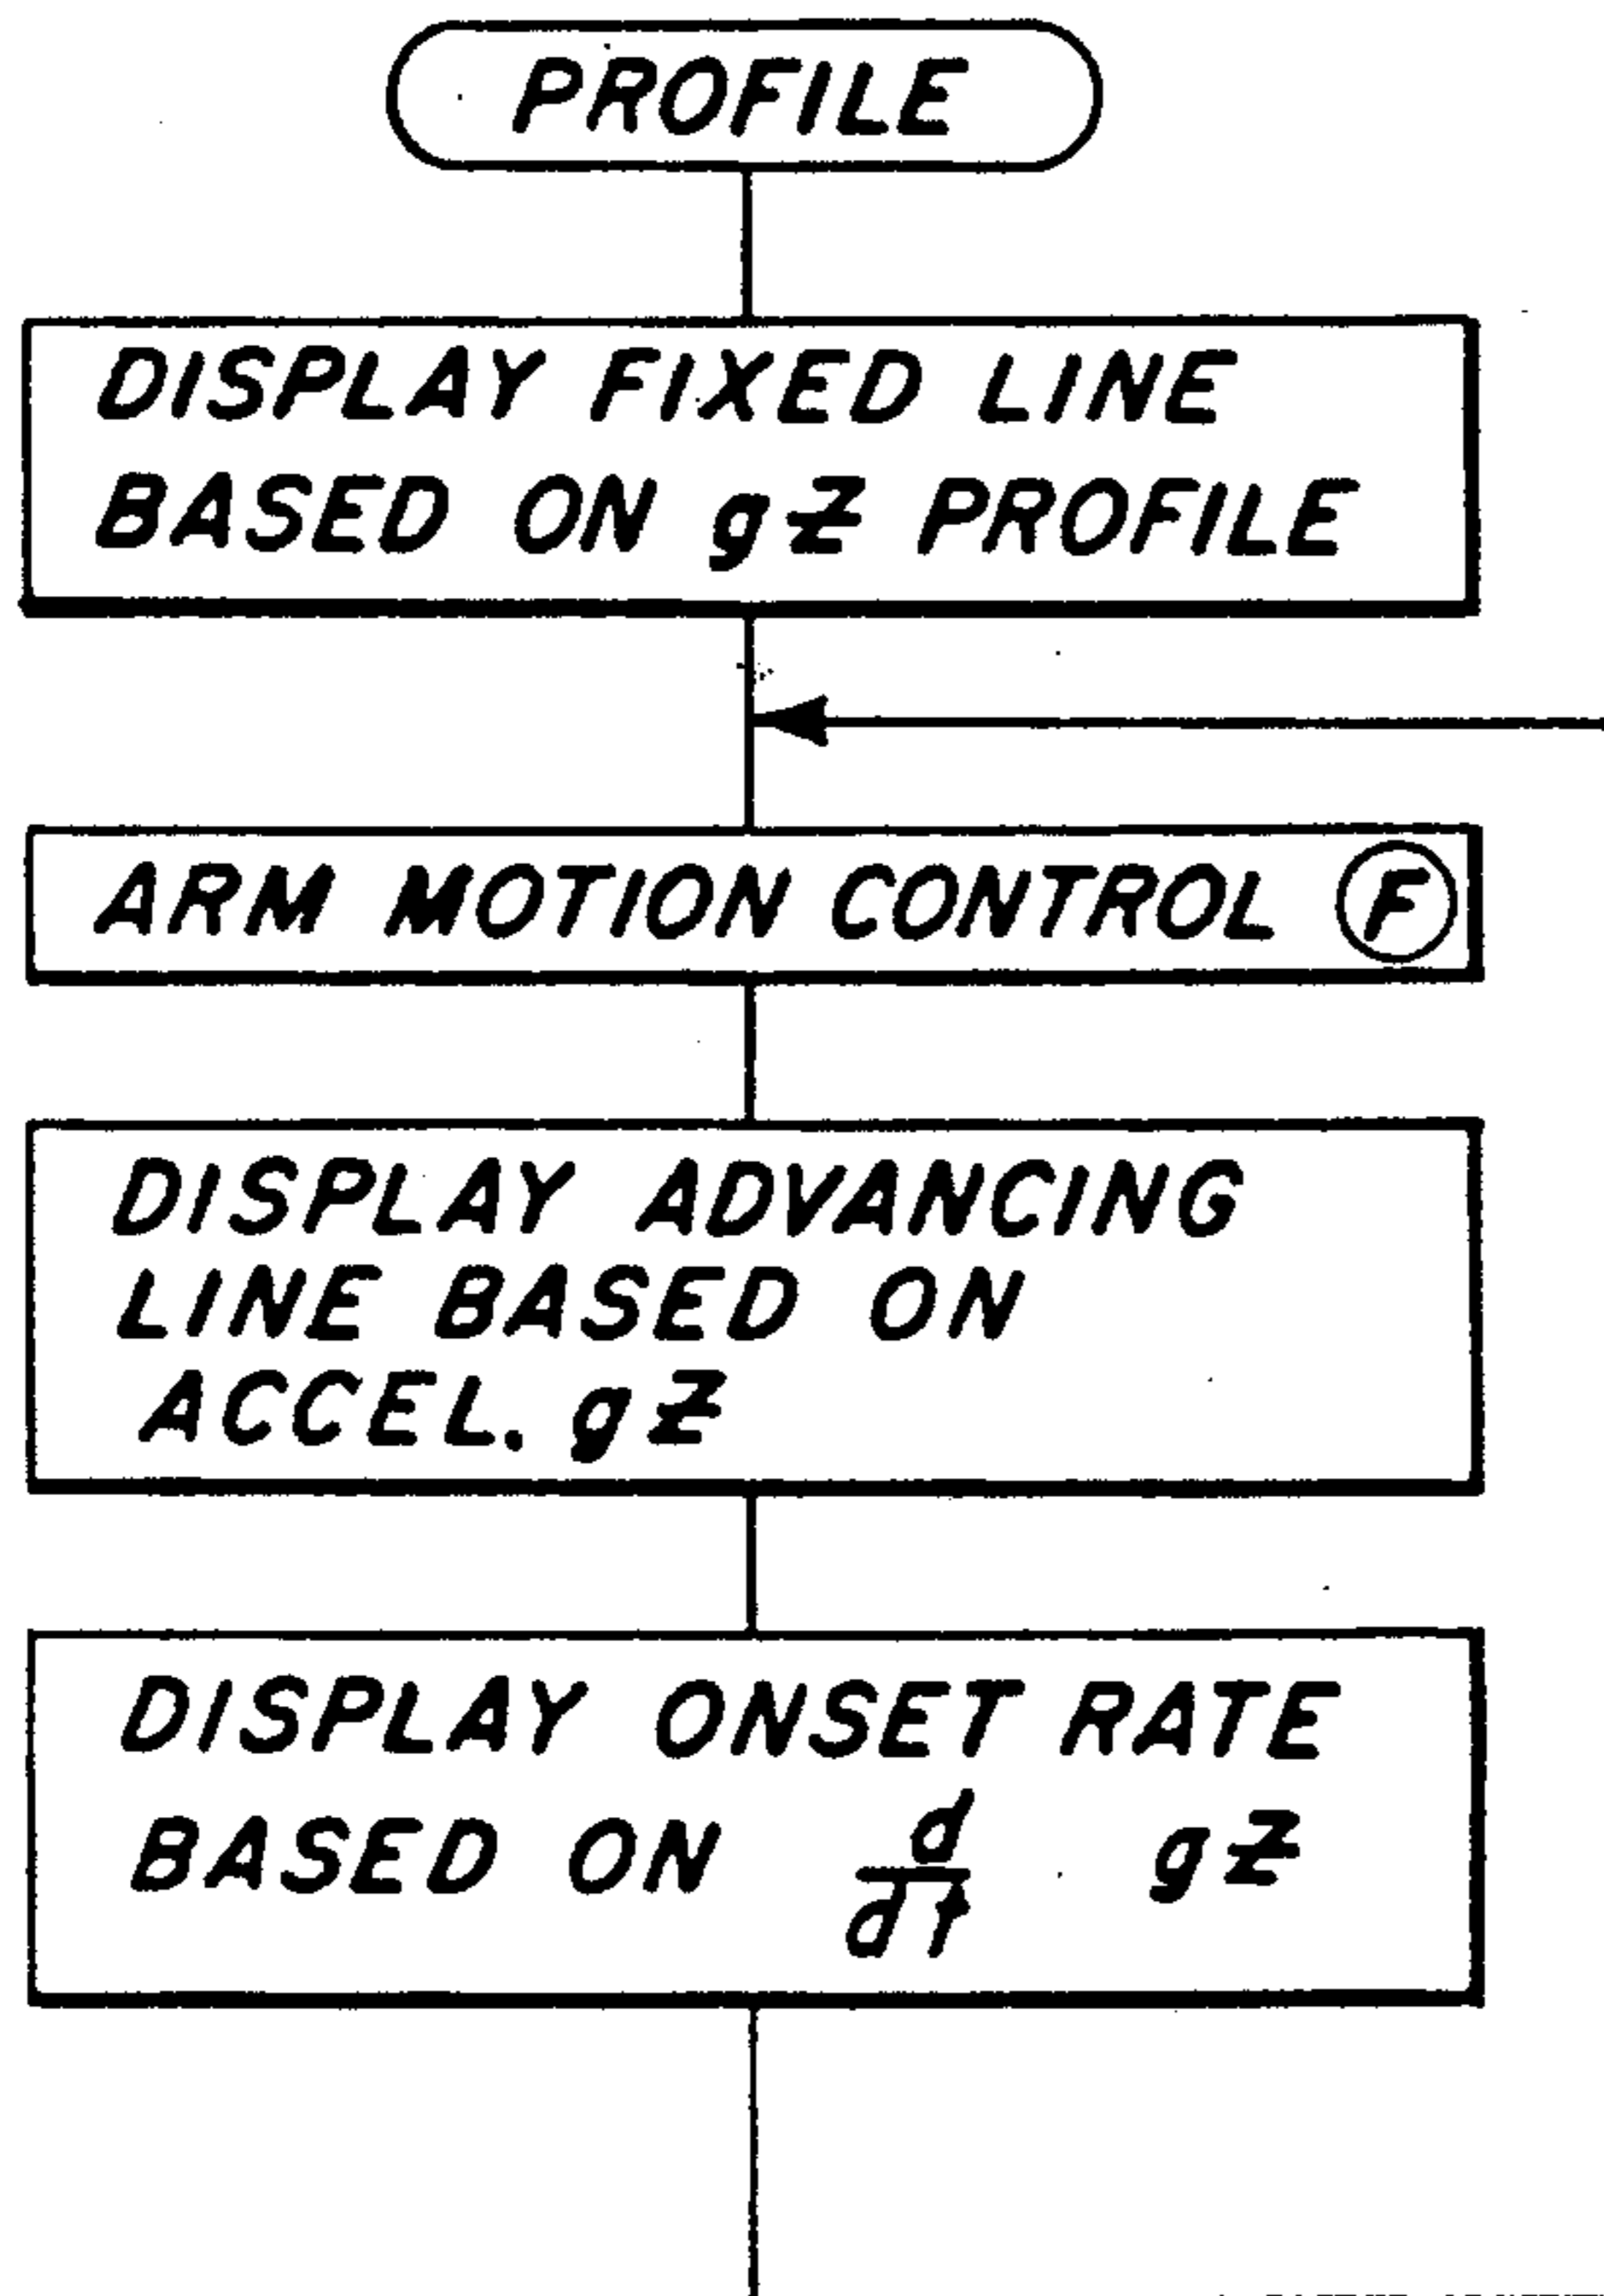 PROFILE
DISPLAY FIXED LINE
BASED ON gZ PROFILE
ARM MOTION CONTROL F
DISPLAY ADVANCING
LINE BASED ON
ACCEL. gZ
DISPLAY ONSET RATE
BASED ON d/dt gZ